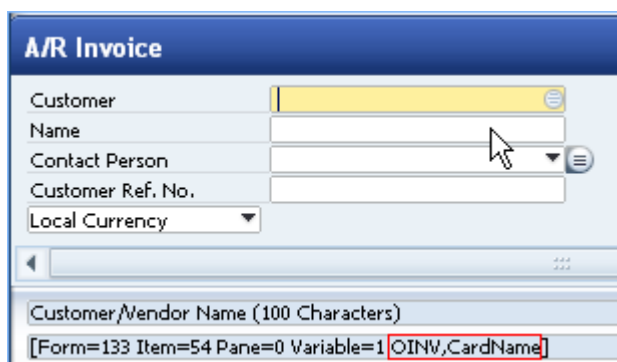 A/R Invoice
Customer
Name
Contact Person
Customer Ref. No.
Local Currency
Customer/Vendor Name (100 Characters)
[Form=133 Item=54 Pane=0 Variable=1 OINV,CardName]